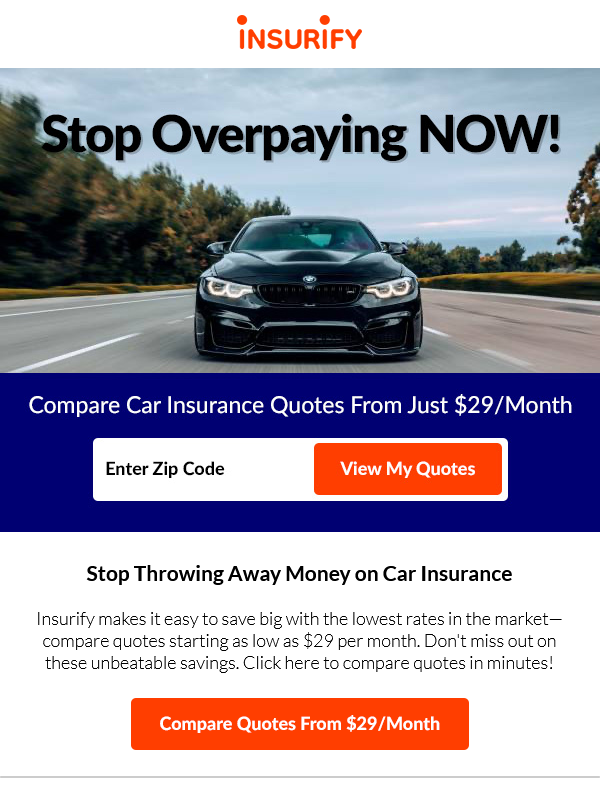 INSURIFY
Stop Overpaying NOW!
Compare Car Insurance Quotes From Just $29/Month
Enter Zip Code
View My Quotes
Stop Throwing Away Money on Car Insurance
Insurify makes it easy to save big with the lowest rates in the market—
compare quotes starting as low as $29 per month. Don't miss out on
these unbeatable savings. Click here to compare quotes in minutes!
Compare Quotes From $29/Month